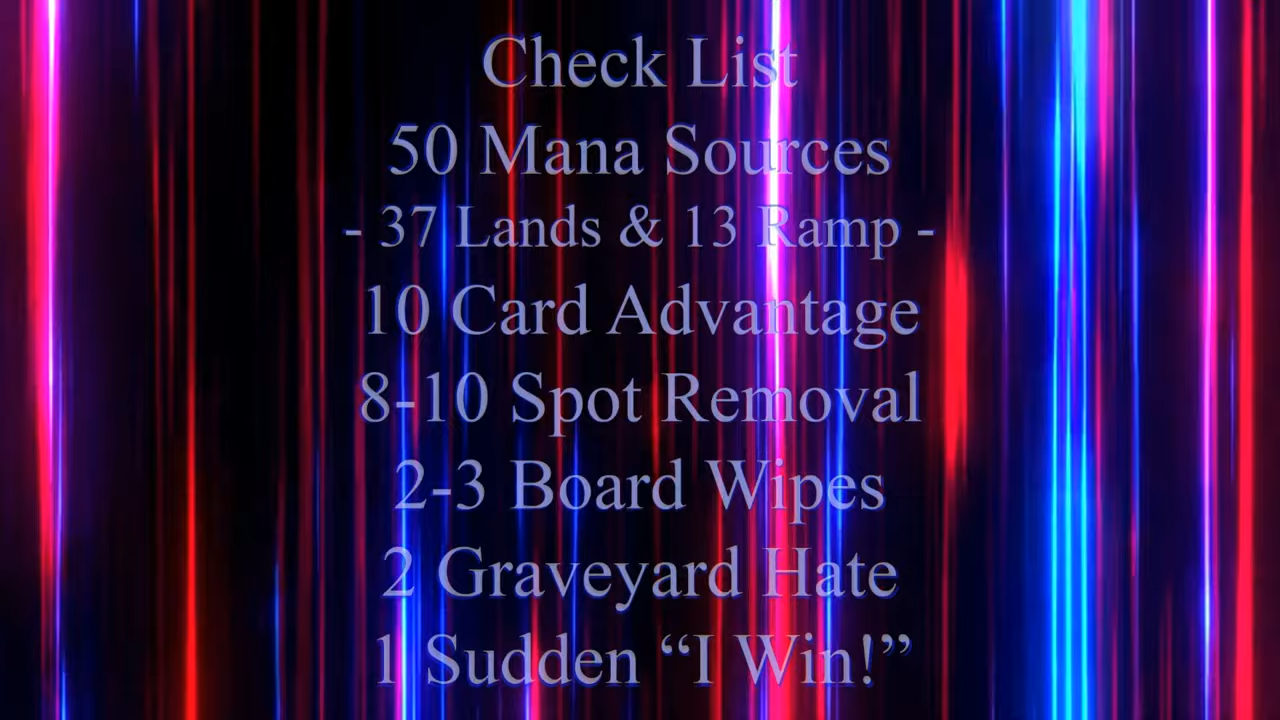 Check List
50 Mana Sources
- 37 Lands & 13 Ramp -
10 Card Advantage
8-10 Spot Removal
2-3 Board Wipes
2 Graveyard Hate
1 Sudden “I Win!”